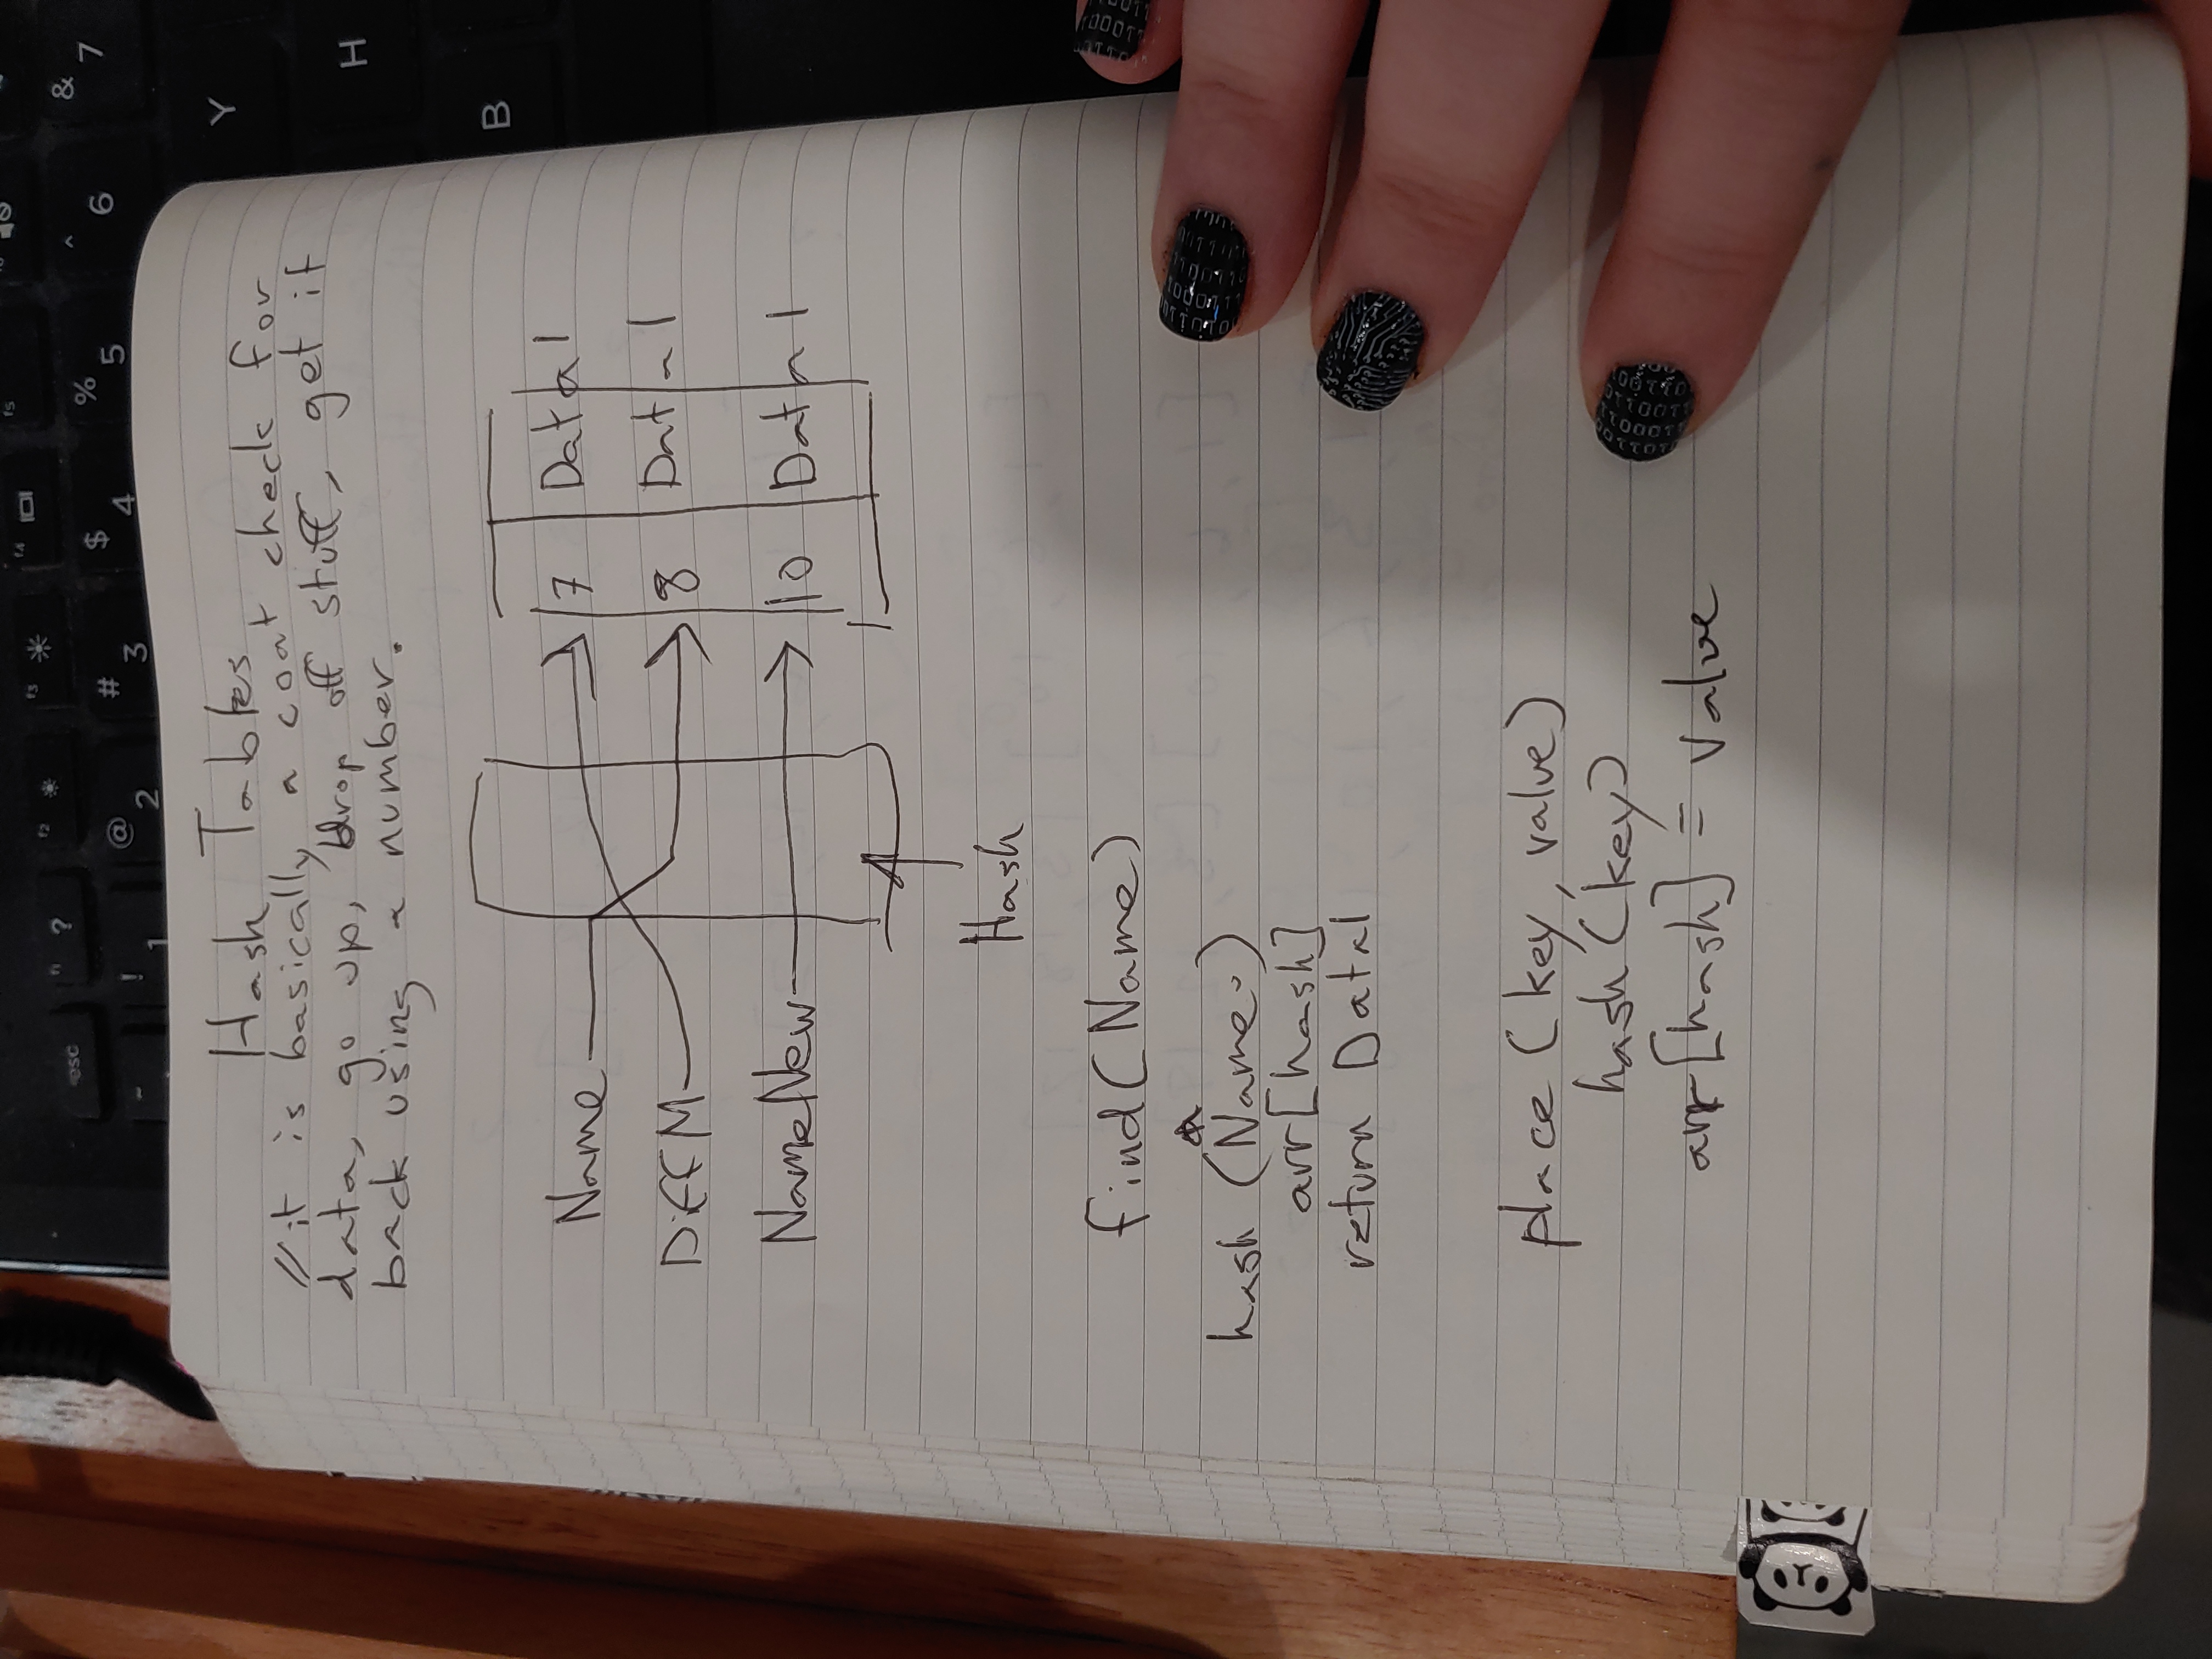 esc
f1 ?
f2
f3
f4
f5
~
! 1
@ 2
# 3
$ 4
% 5
^ 6
& 7
Y
H
B
Hash Tables
//it is basically a coat check for
data, go up, drop off stuff, get it
back using a number.
Name
DiffM
NameNew
7 Data1
8 Data1
10 Data1
Hash
find(Name)
hash (Name)
arr[hash]
return Data1
place (key, value)
hash (key)
arr[hash] = value